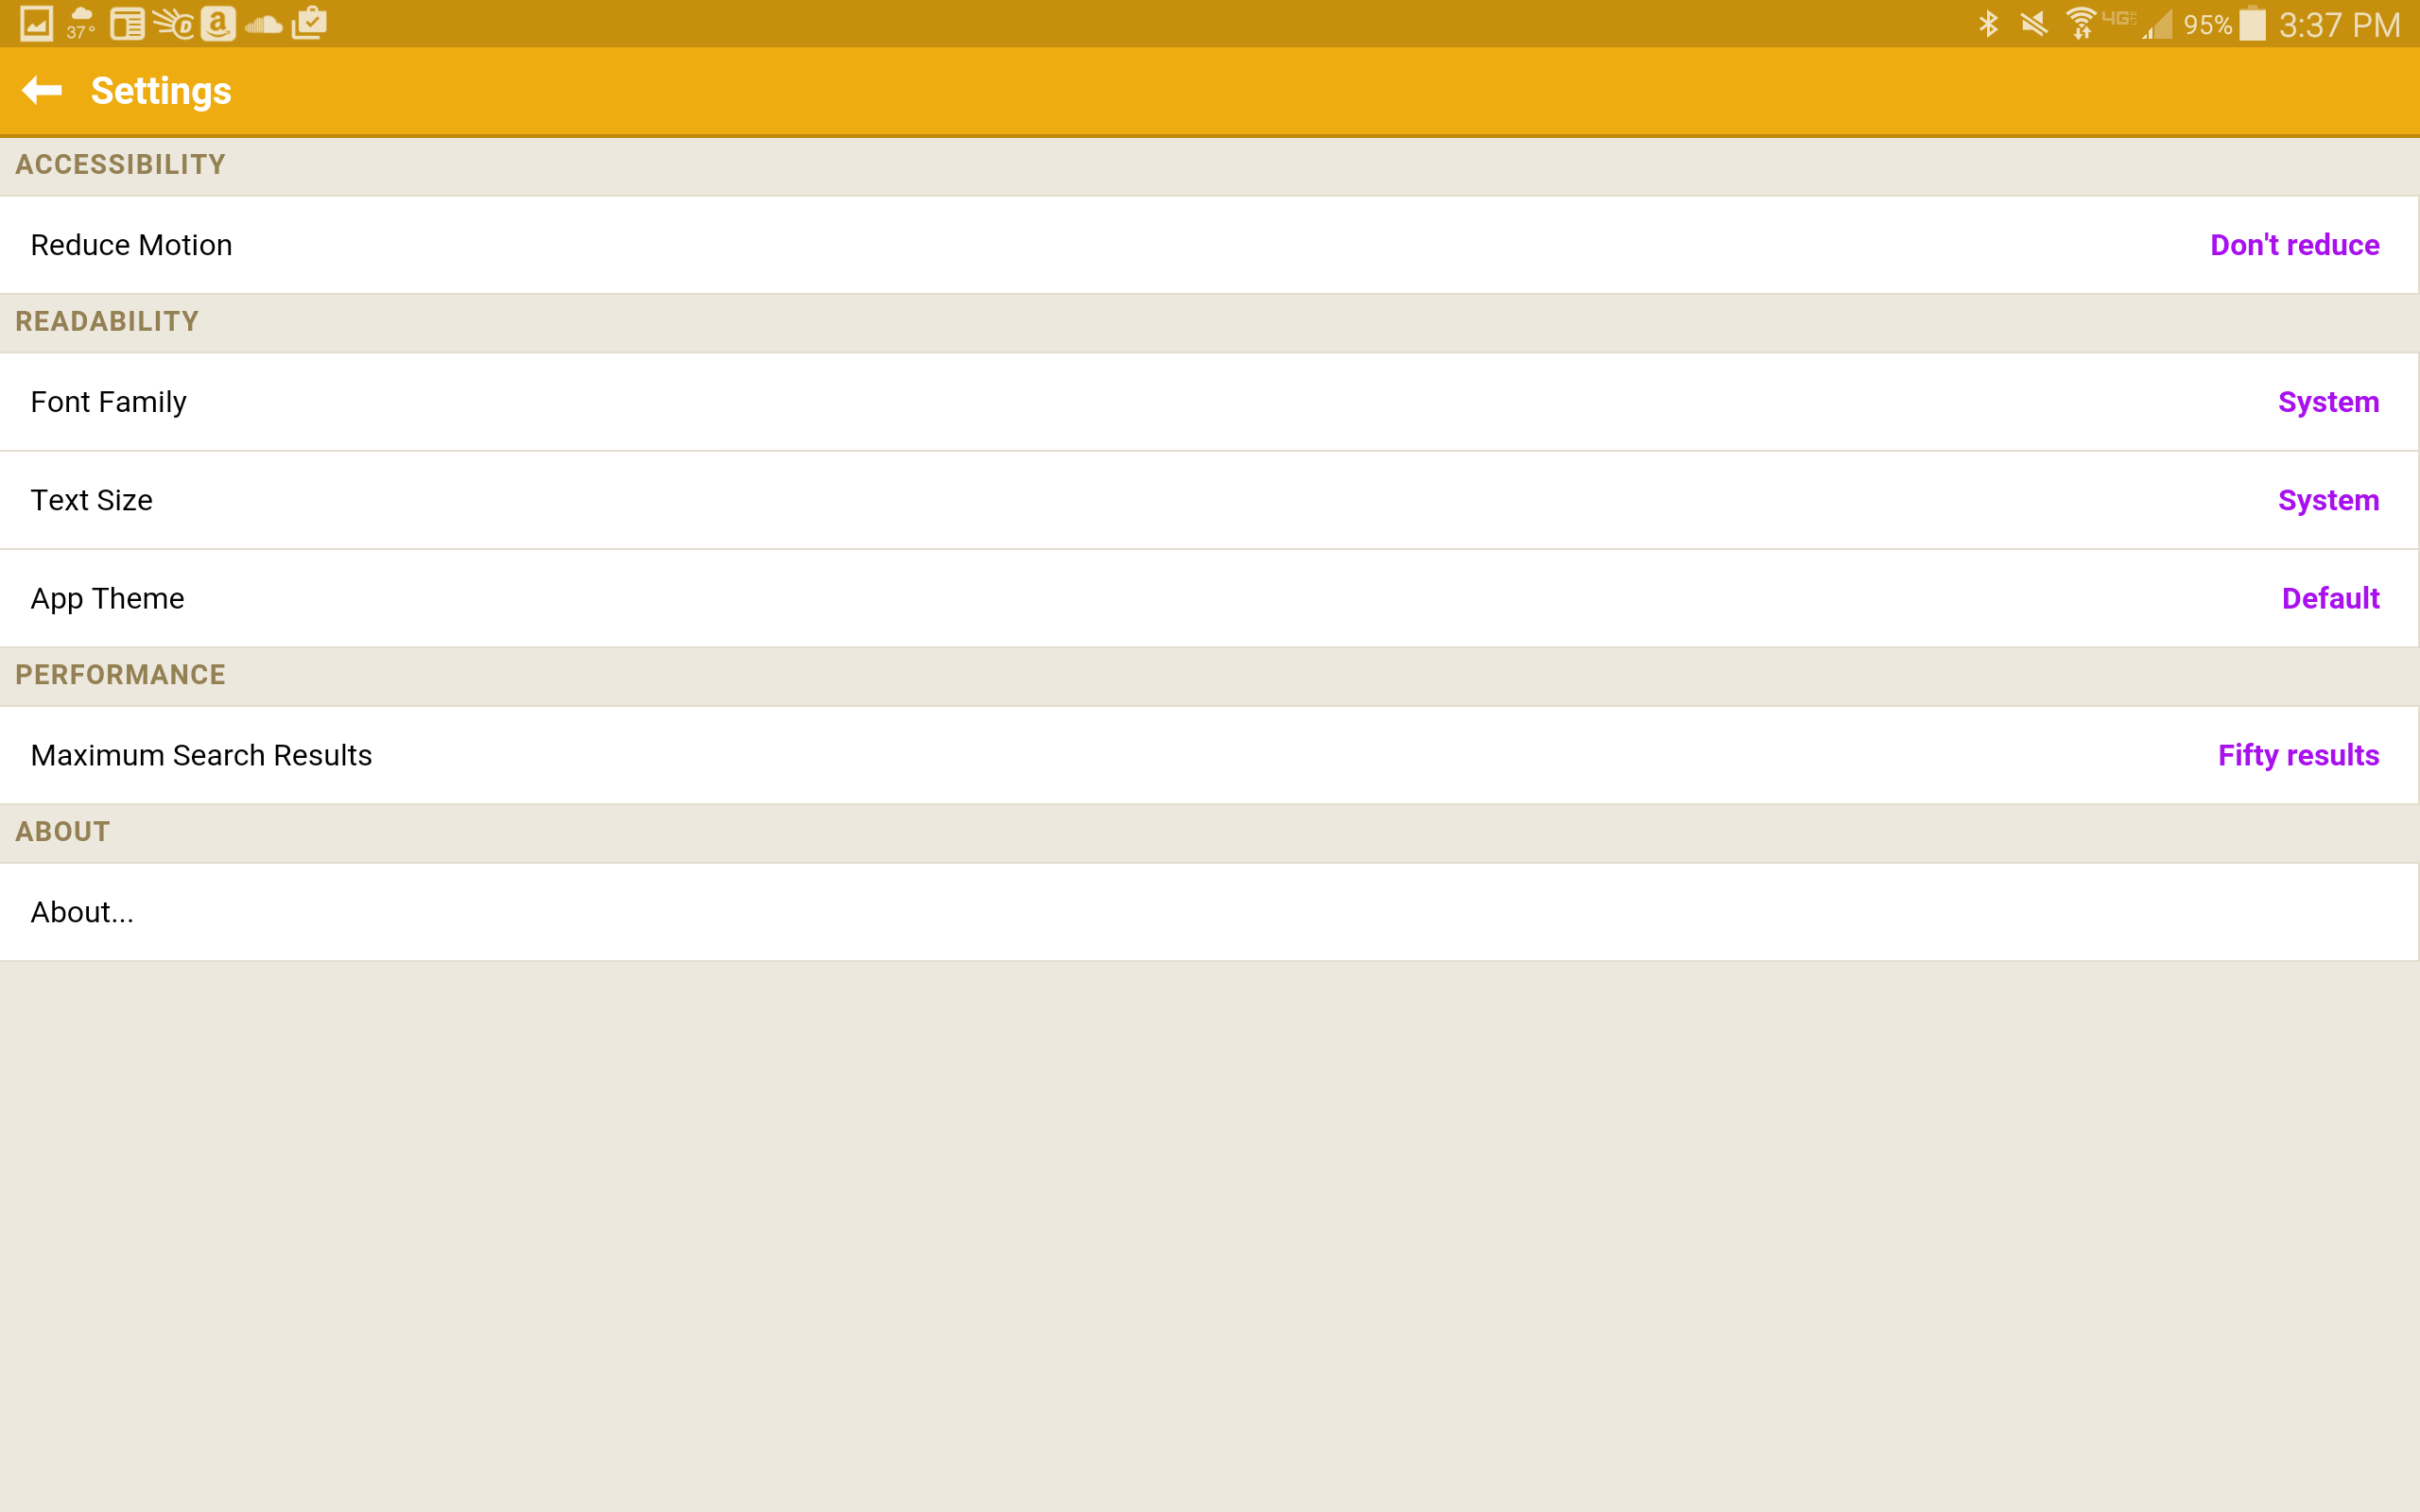 37° 4G LTE 95% 3:37 PM
Settings
ACCESSIBILITY
Reduce Motion Don't reduce
READABILITY
Font Family System
Text Size System
App Theme Default
PERFORMANCE
Maximum Search Results Fifty results
ABOUT
About...